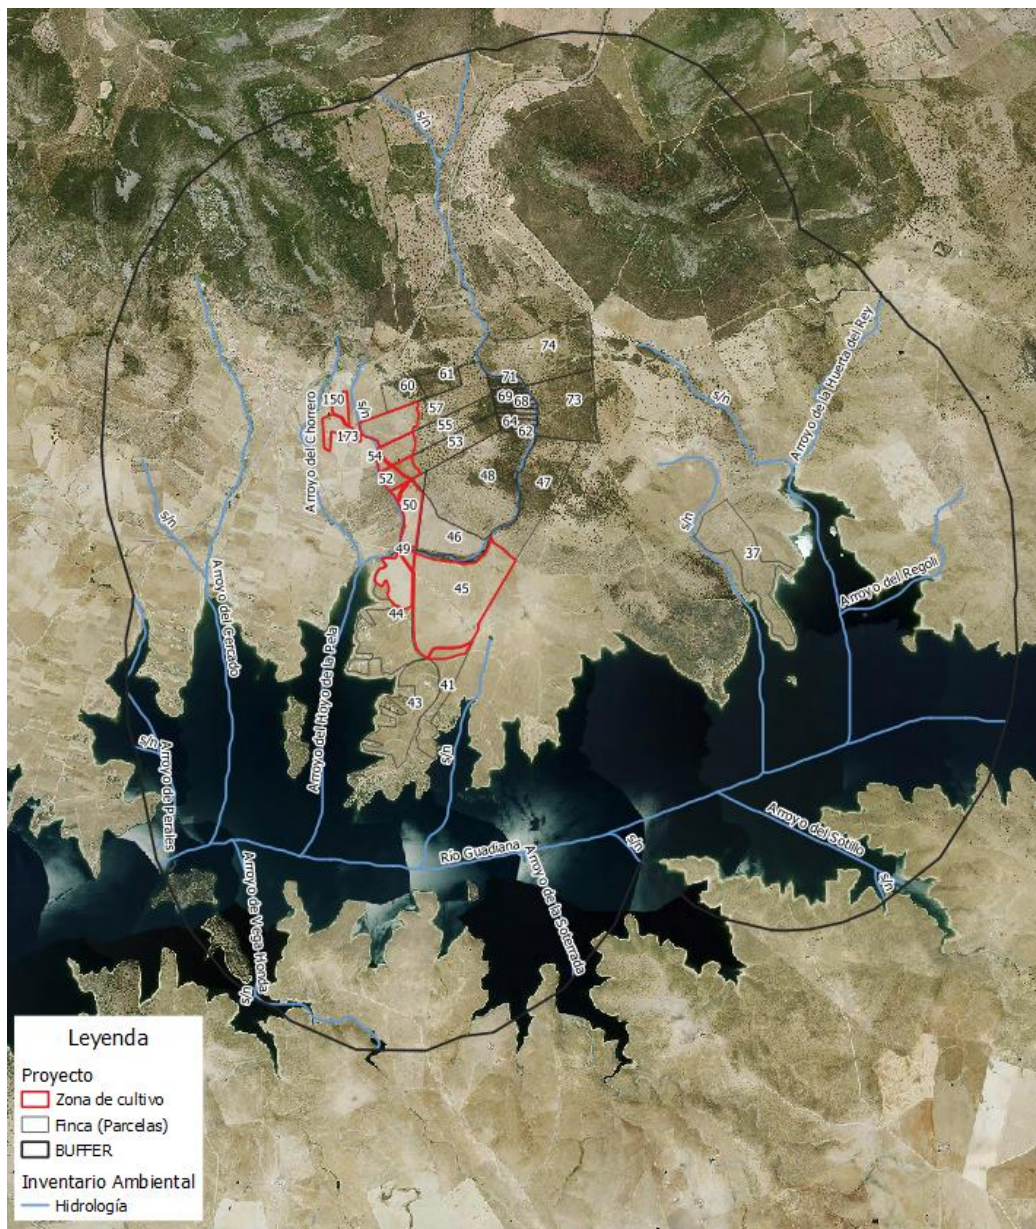 s/n
74
61
71
60
150
57
69
68
73
s/n
Arroyo de la Huerta del Rey
s/n
Arroyo del Chorrero
55
64
62
173
53
54
52
48
47
50
46
s/n
37
s/n
49
45
44
Arroyo del Regoli
Arroyo del Cercado
Arroyo del Hoyo de la Pela
41
43
s/n
s/n
Arroyo de Perales
Arroyo del Sotillo
Río Guadiana
s/n
s/n
Arroyo de Vega Honda
Arroyo de la Soterrada
s/n
Leyenda
Proyecto
Zona de cultivo
Finca (Parcelas)
BUFFER
Inventario Ambiental
Hidrología